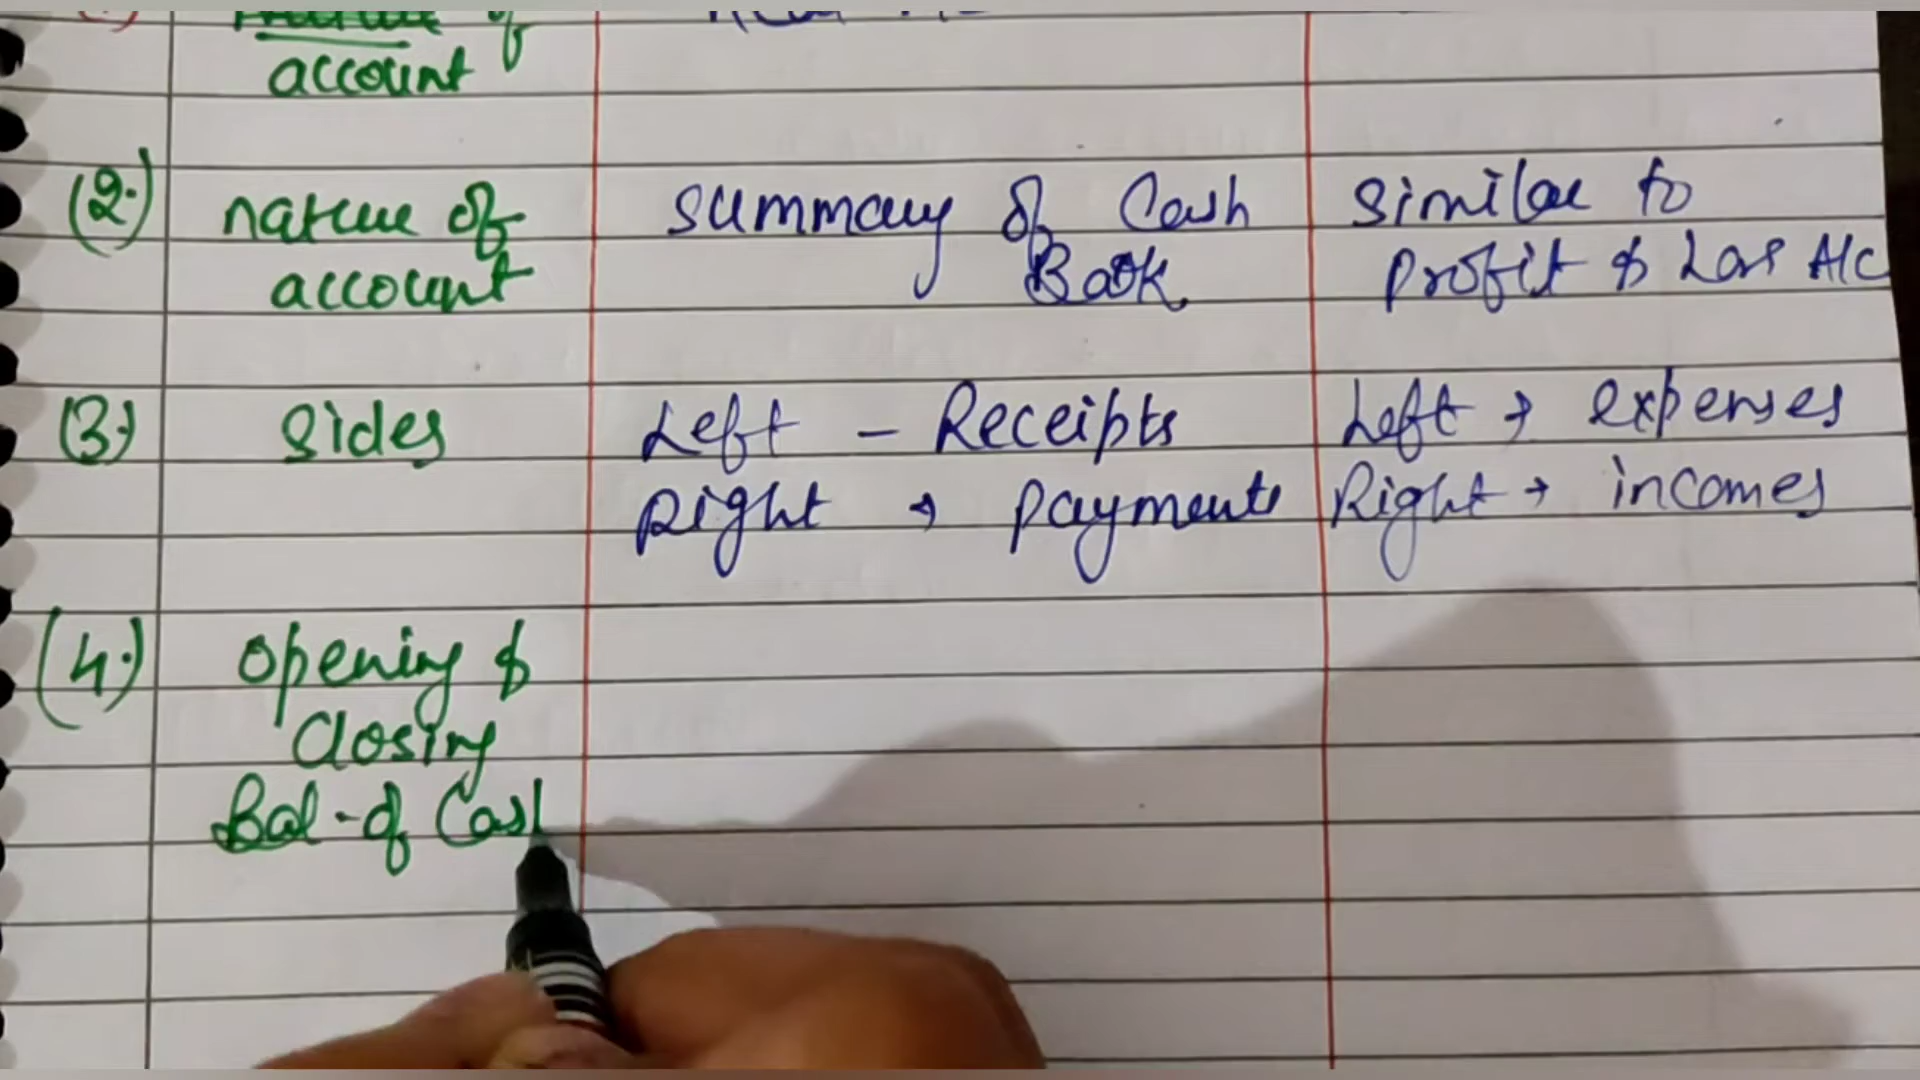 of
account
(2.) nature of summary of Cash similar to
account Book Profit & Loss A/C
(3.) Sides Left - Receipts Left → expenses
Right → Payments Right → incomes
(4.) Opening &
Closing
Bal. of Cash